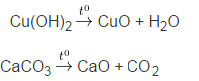 Cu(OH)₂ →t⁰ CuO + H₂O
CaCO₃ →t⁰ CaO + CO₂